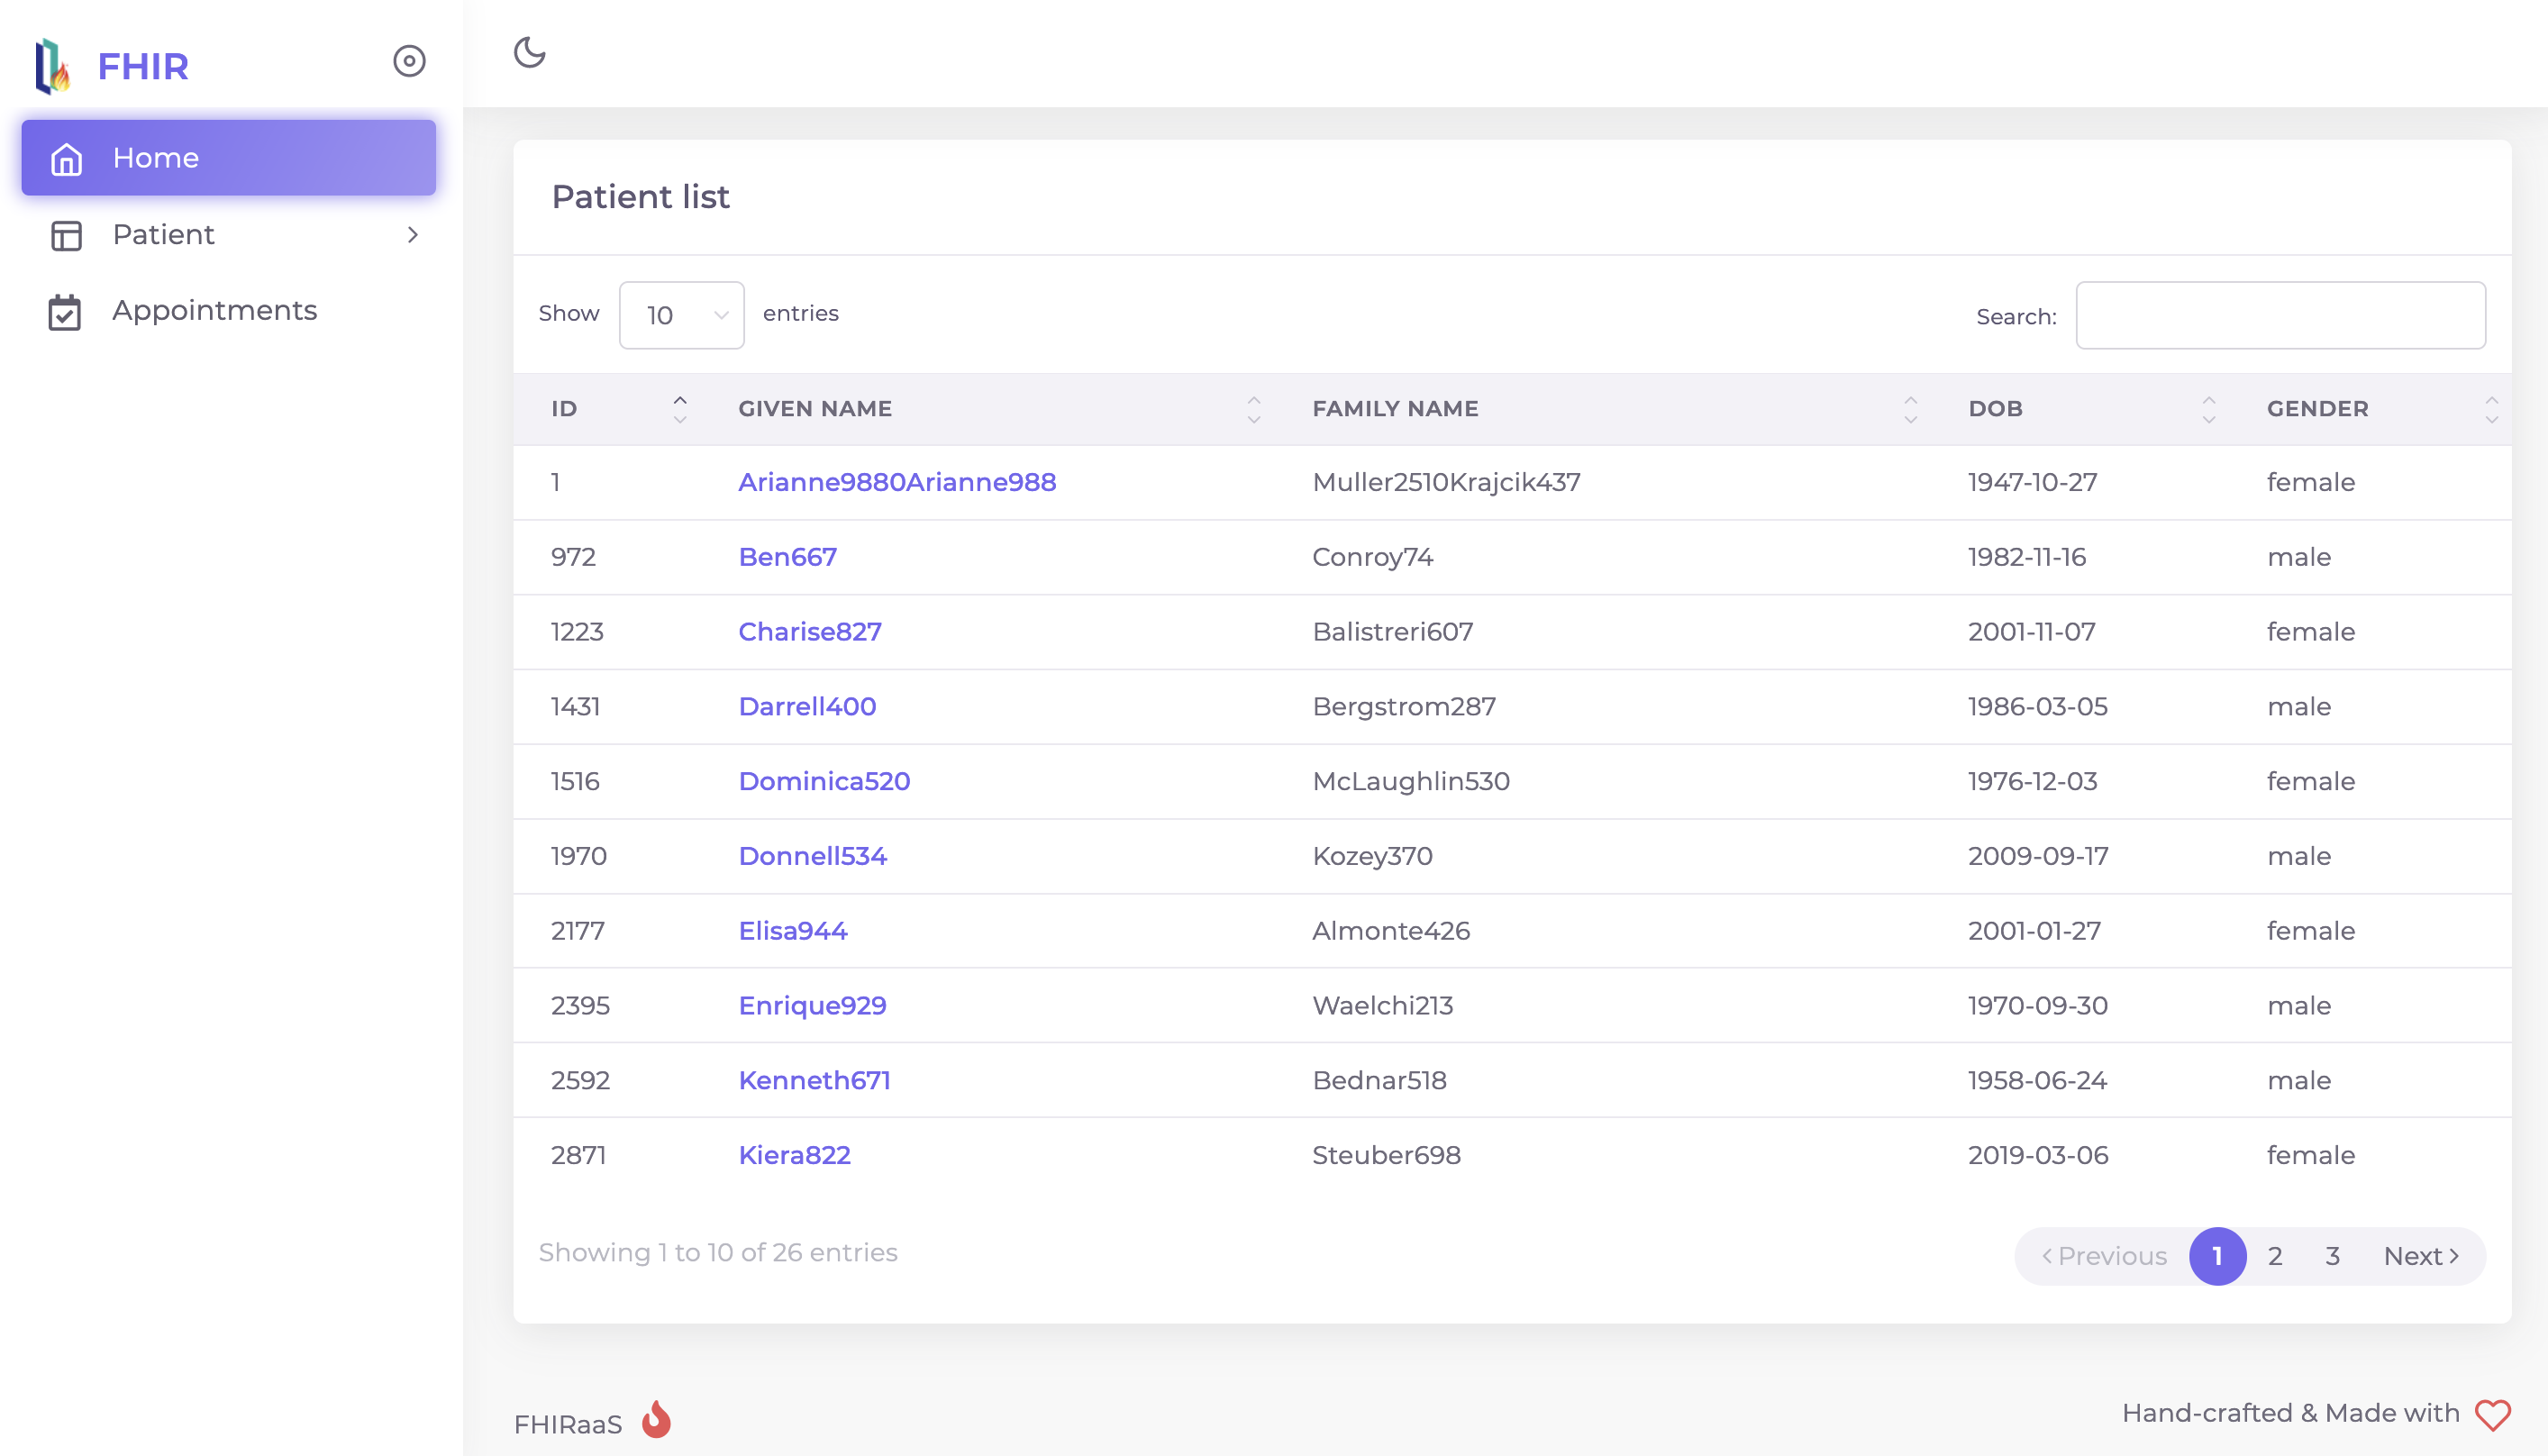 FHIR
Home
Patient
Appointments
Patient list
Show 10 entries Search:
ID GIVEN NAME FAMILY NAME DOB GENDER
1 Arianne9880Arianne988 Muller2510Krajcik437 1947-10-27 female
972 Ben667 Conroy74 1982-11-16 male
1223 Charise827 Balistreri607 2001-11-07 female
1431 Darrell400 Bergstrom287 1986-03-05 male
1516 Dominica520 McLaughlin530 1976-12-03 female
1970 Donnell534 Kozey370 2009-09-17 male
2177 Elisa944 Almonte426 2001-01-27 female
2395 Enrique929 Waelchi213 1970-09-30 male
2592 Kenneth671 Bednar518 1958-06-24 male
2871 Kiera822 Steuber698 2019-03-06 female
Showing 1 to 10 of 26 entries Previous 1 2 3 Next
FHIRaaS Hand-crafted & Made with